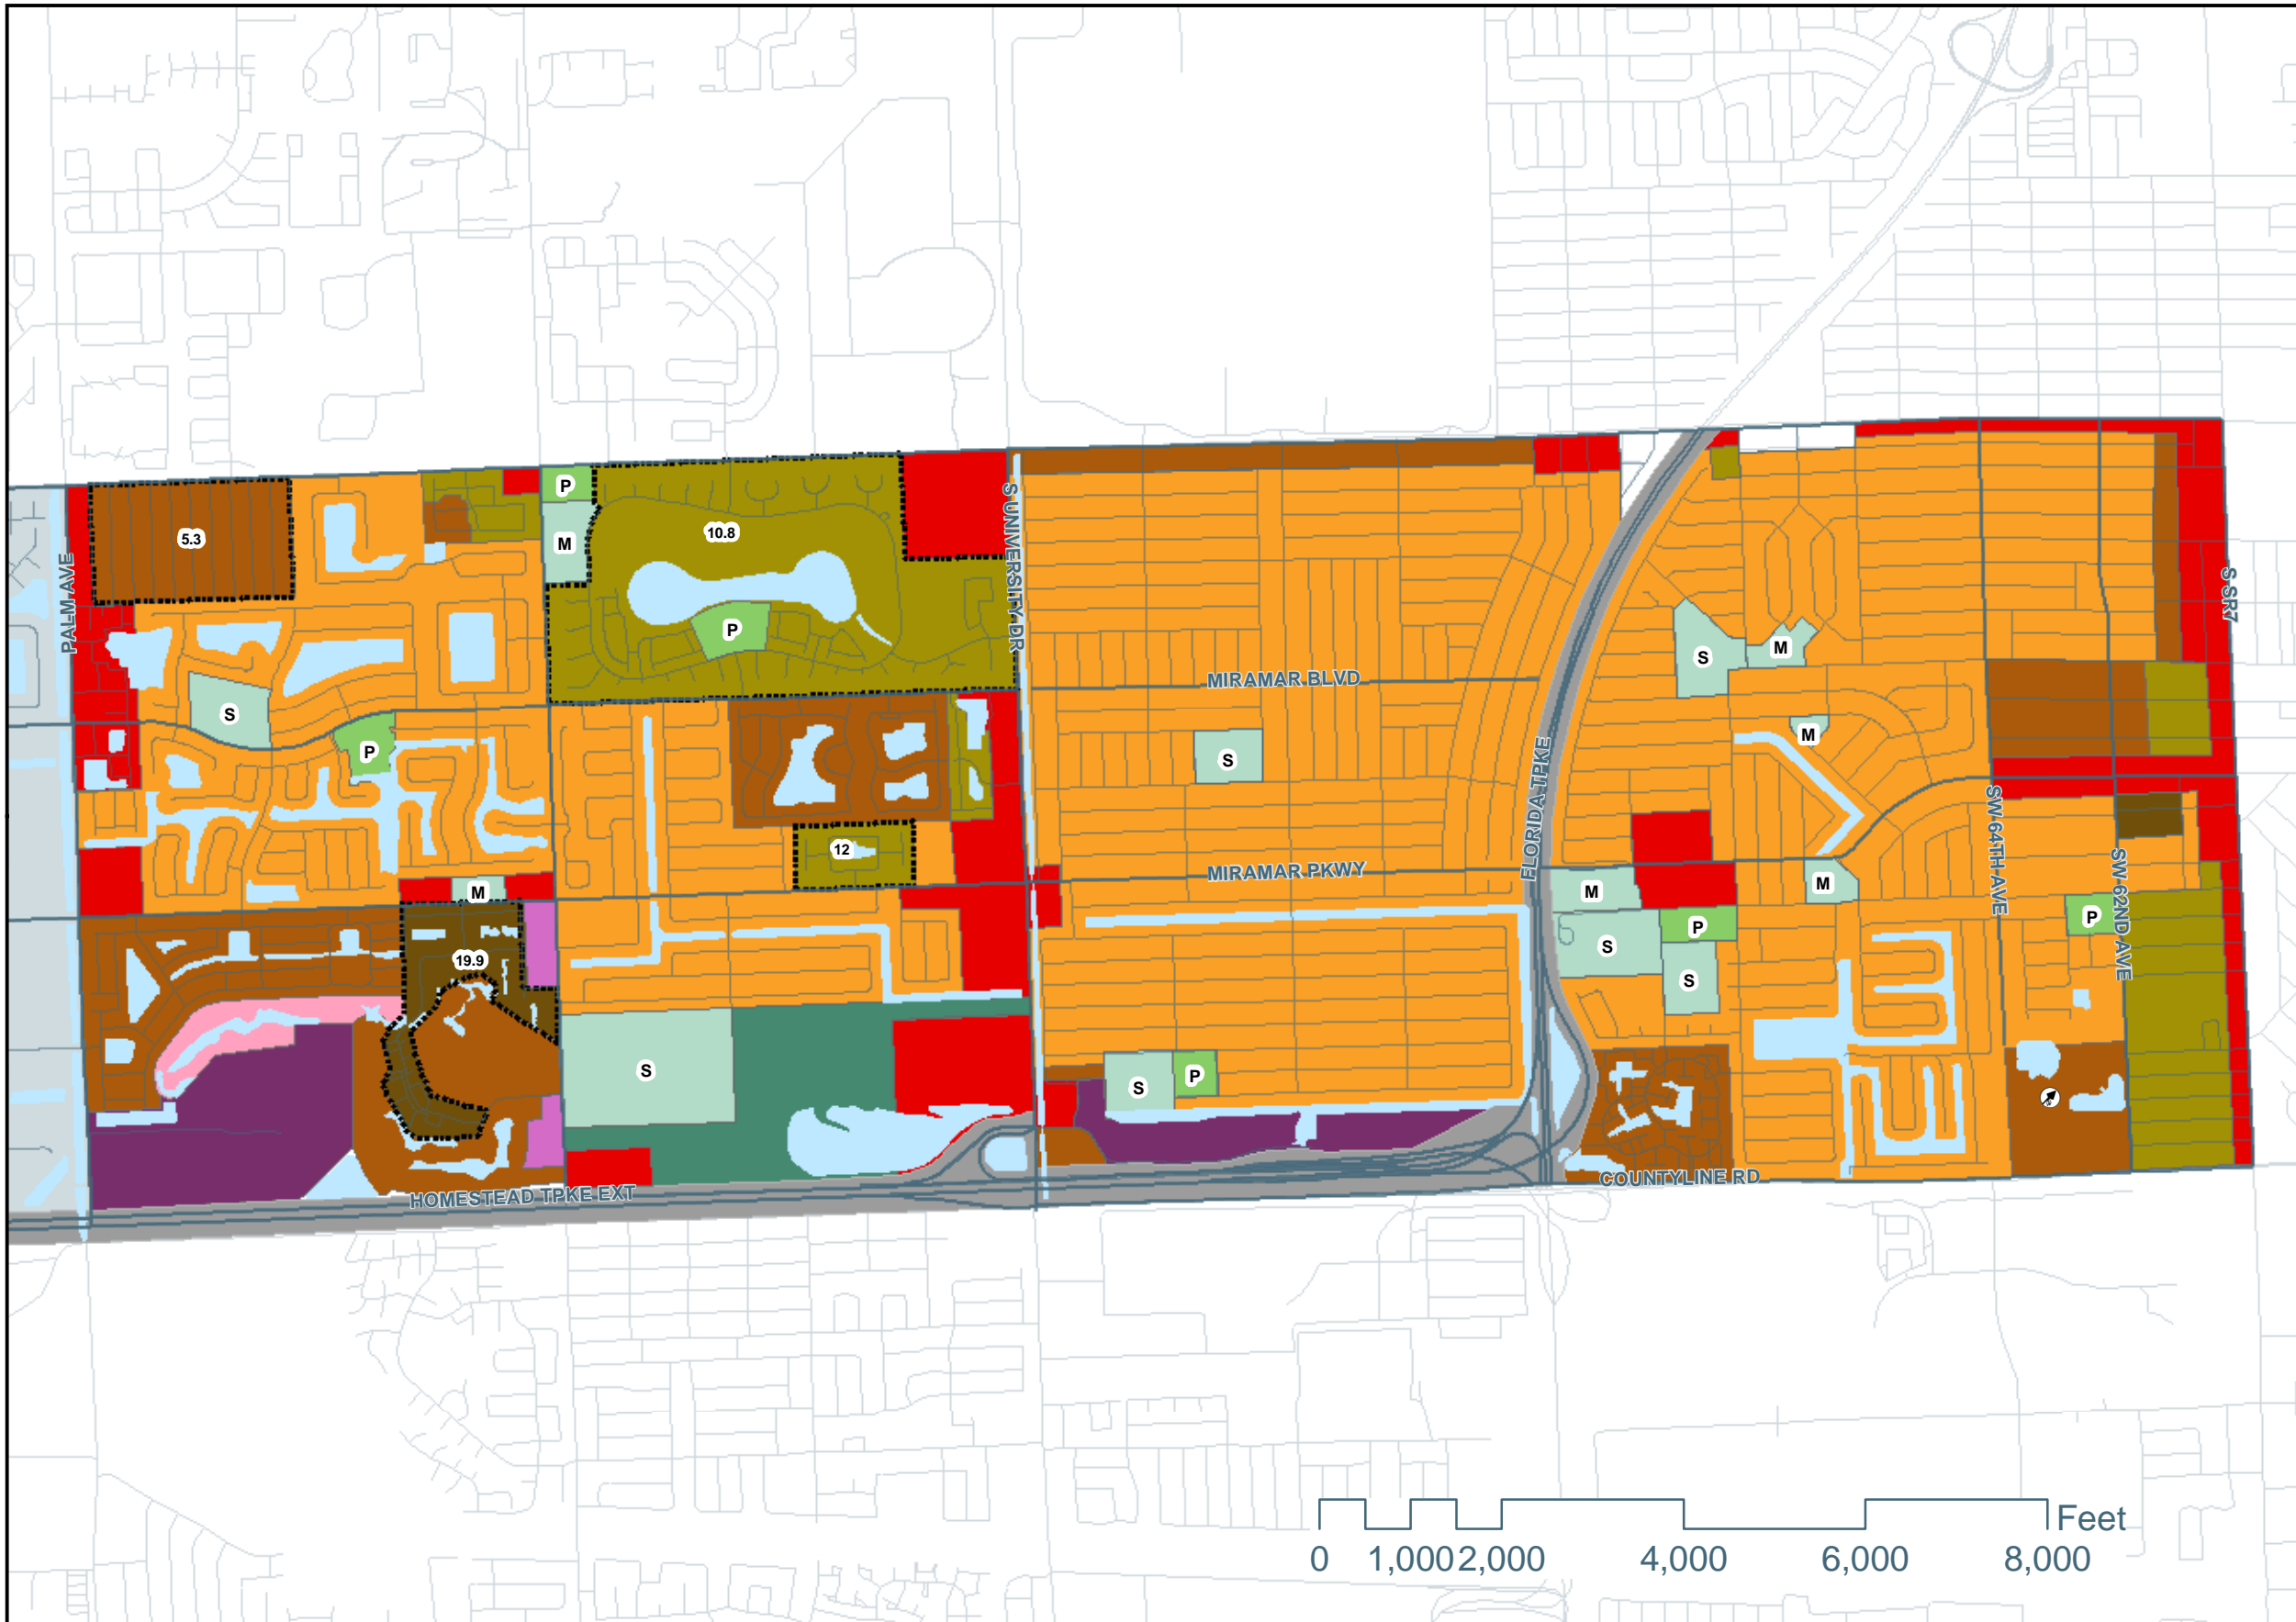 P
5.3
10.8
M
S UNIVERSITY DR
PALM AVE
S SR7
P
S
M
MIRAMAR BLVD
S
P
M
S
FLORIDA TPKE
SW 64TH AVE
12
MIRAMAR PKWY
M
M
M
SW 62ND AVE
P
P
S
19.9
S
S
S
P
COUNTYLINE RD
HOMESTEAD TPKE EXT
Feet
0 1,000 2,000 4,000 6,000 8,000